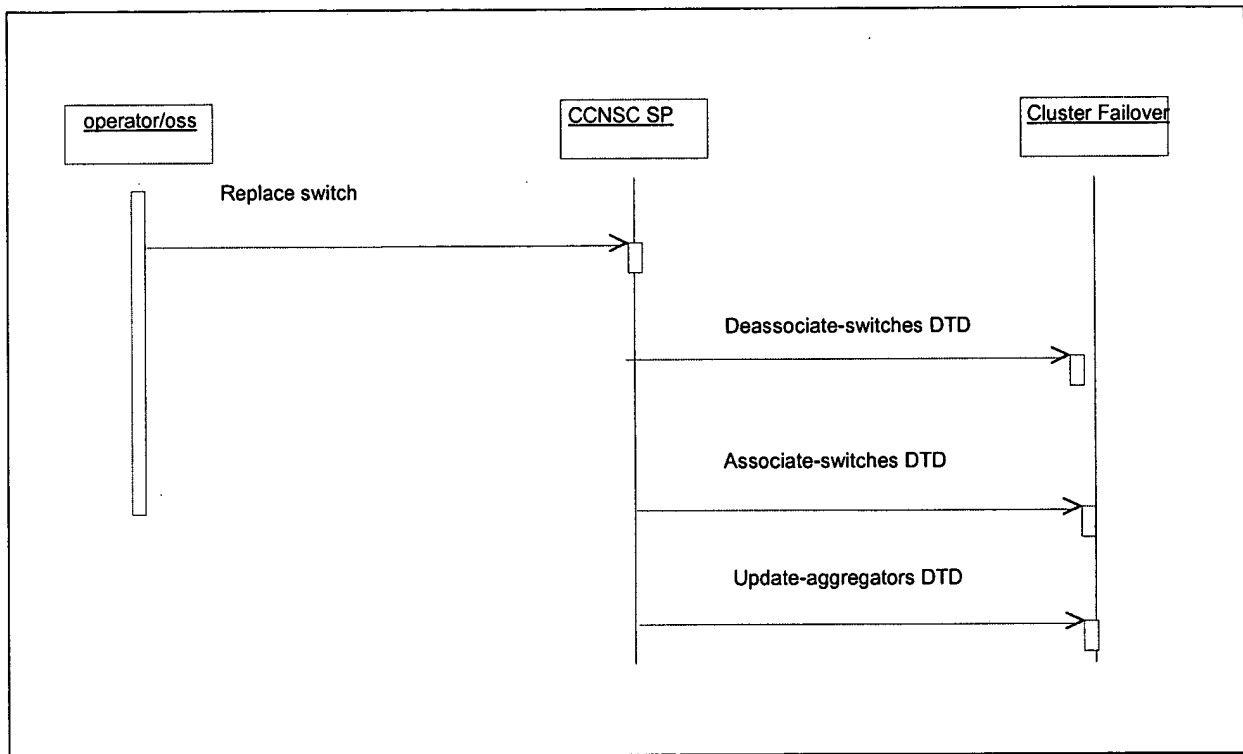 operator/oss
CCNSC SP
Cluster Failover
Replace switch
Deassociate-switches DTD
Associate-switches DTD
Update-aggregators DTD